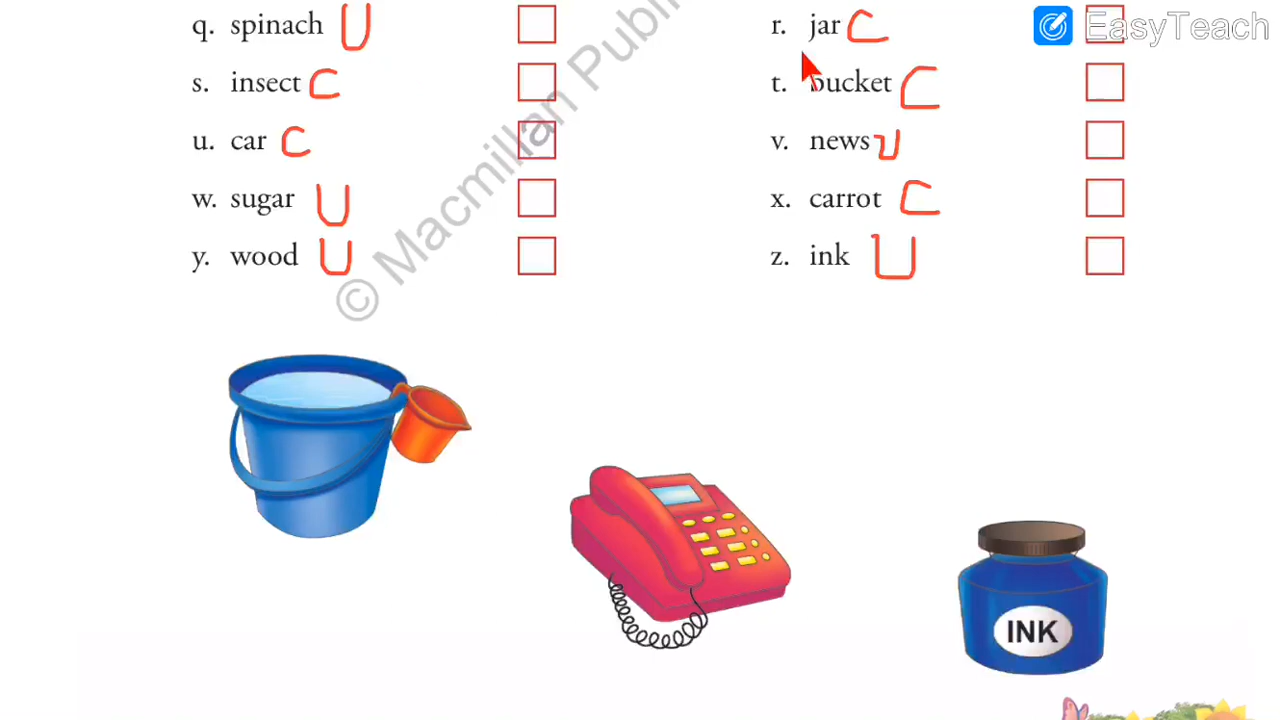 q. spinach U
r. jar C
EasyTeach
s. insect C
t. bucket C
u. car C
v. news U
w. sugar U
x. carrot C
y. wood U
z. ink U
© Macmillan Publi
INK